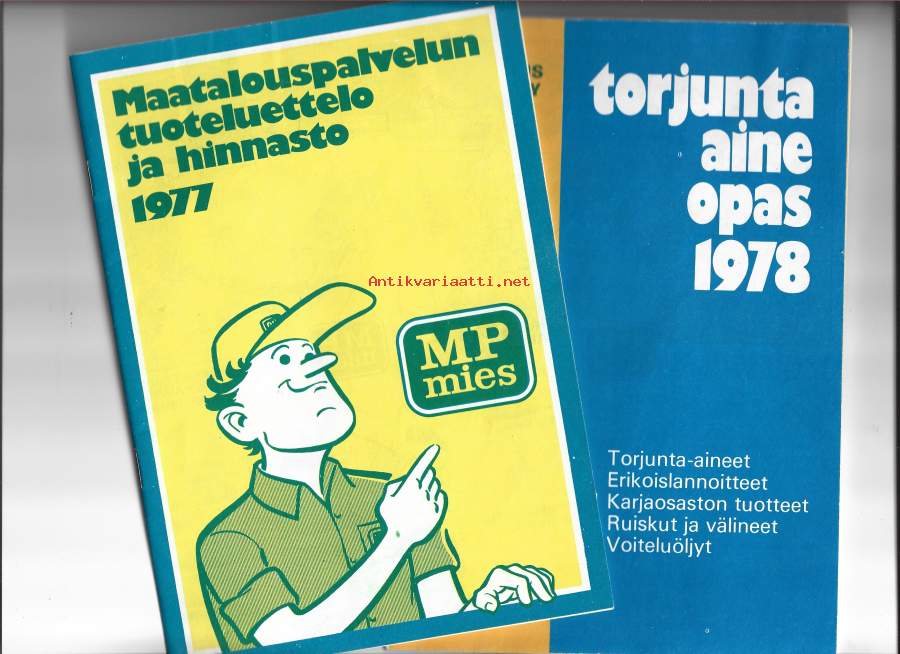 Maatalouspalvelun
tuoteluettelo
ja hinnasto
1977
Antikvariaatti.net
MP
mies
torjunta
aine
opas
1978
Torjunta-aineet
Erikoislannoitteet
Karjaosaston tuotteet
Ruiskut ja välineet
Voiteluöljyt